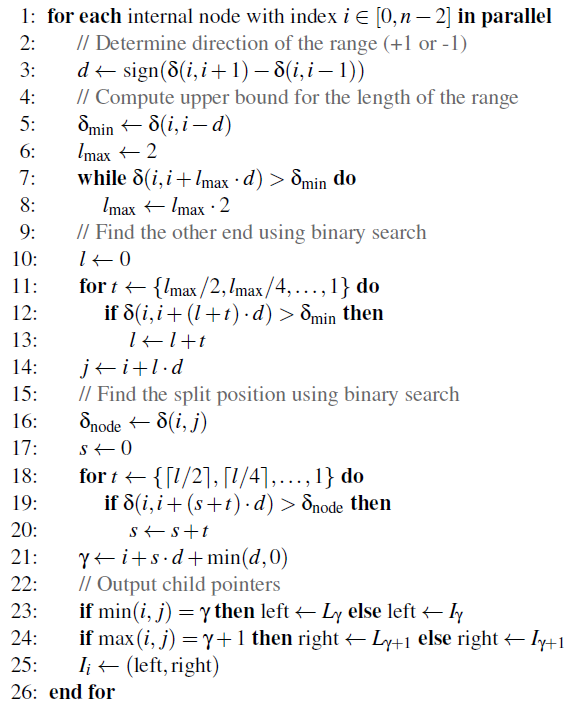 1: for each internal node with index i ∈ [0,n−2] in parallel
2: // Determine direction of the range (+1 or -1)
3: d ← sign(δ(i,i+1)−δ(i,i−1))
4: // Compute upper bound for the length of the range
5: δmin ← δ(i,i−d)
6: lmax ← 2
7: while δ(i,i+lmax·d) > δmin do
8: lmax ← lmax·2
9: // Find the other end using binary search
10: l ← 0
11: for t ← {lmax/2,lmax/4,…,1} do
12: if δ(i,i+(l+t)·d) > δmin then
13: l ← l+t
14: j ← i+l·d
15: // Find the split position using binary search
16: δnode ← δ(i,j)
17: s ← 0
18: for t ← {⌈l/2⌉,⌈l/4⌉,…,1} do
19: if δ(i,i+(s+t)·d) > δnode then
20: s ← s+t
21: γ ← i+s·d+min(d,0)
22: // Output child pointers
23: if min(i,j) = γ then left ← Lγ else left ← Iγ
24: if max(i,j) = γ+1 then right ← Lγ+1 else right ← Iγ+1
25: Ii ← (left,right)
26: end for